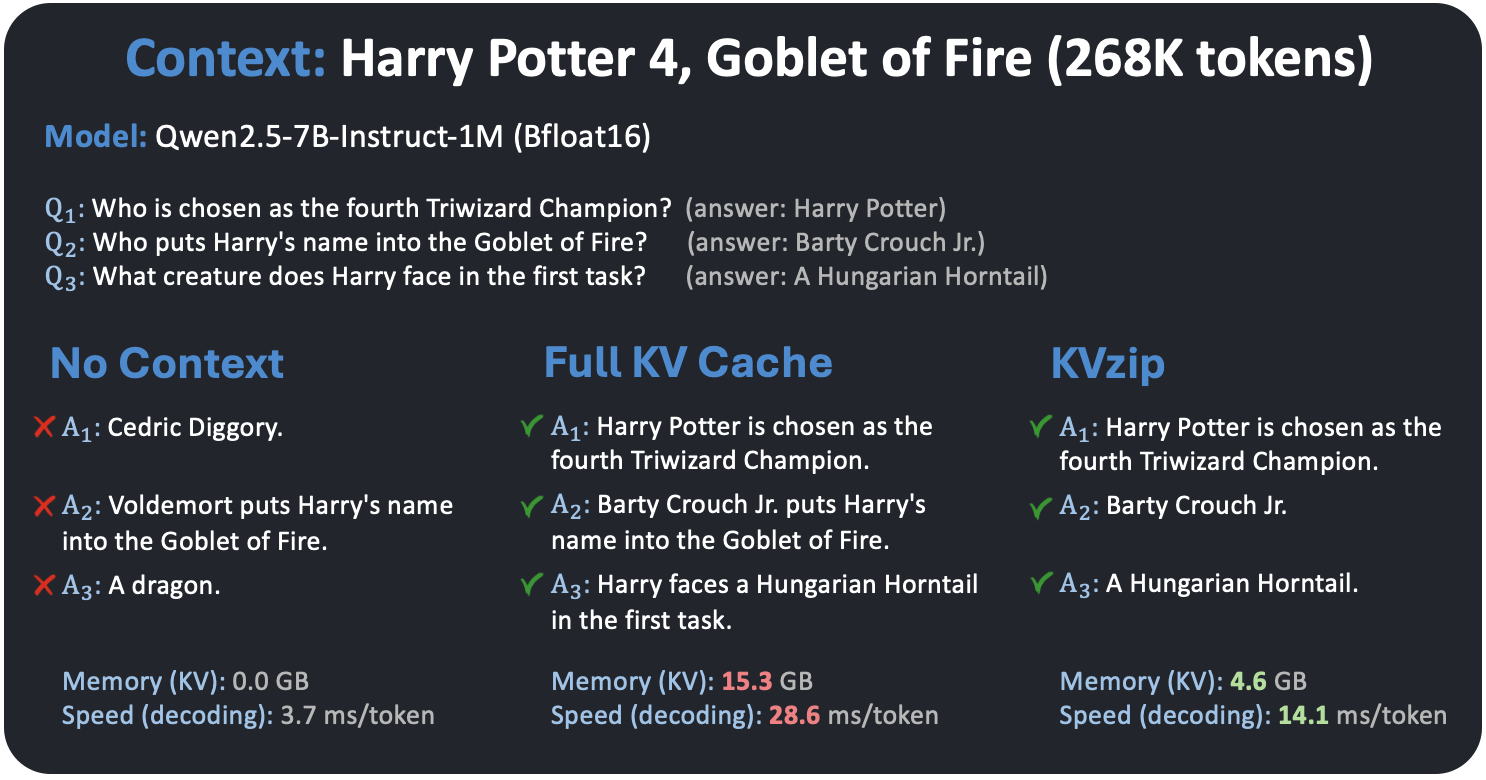 Context: Harry Potter 4, Goblet of Fire (268K tokens)
Model: Qwen2.5-7B-Instruct-1M (Bfloat16)
Q1: Who is chosen as the fourth Triwizard Champion? (answer: Harry Potter)
Q2: Who puts Harry's name into the Goblet of Fire? (answer: Barty Crouch Jr.)
Q3: What creature does Harry face in the first task? (answer: A Hungarian Horntail)
No Context
❌ A1: Cedric Diggory.
❌ A2: Voldemort puts Harry's name
into the Goblet of Fire.
❌ A3: A dragon.
Memory (KV): 0.0 GB
Speed (decoding): 3.7 ms/token
Full KV Cache
✔ A1: Harry Potter is chosen as the
fourth Triwizard Champion.
✔ A2: Barty Crouch Jr. puts Harry's
name into the Goblet of Fire.
✔ A3: Harry faces a Hungarian Horntail
in the first task.
Memory (KV): 15.3 GB
Speed (decoding): 28.6 ms/token
KVzip
✔ A1: Harry Potter is chosen as the
fourth Triwizard Champion.
✔ A2: Barty Crouch Jr.
✔ A3: A Hungarian Horntail.
Memory (KV): 4.6 GB
Speed (decoding): 14.1 ms/token